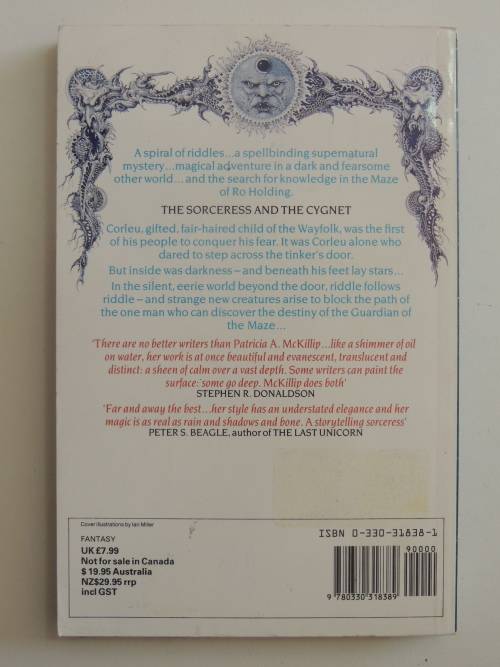 A spiral of riddles...a spellbinding supernatural
mystery...magical adventure in a dark and fearsome
other world...and the search for knowledge in the Maze
of Ro Holding.
THE SORCERESS AND THE CYGNET
Corleu, gifted, fair-haired child of the Wayfolk, was the first
of his people to conquer his fear. It was Corleu alone who
dared to step across the tinker's door.
But inside was darkness – and beneath his feet lay stars...
In the silent, eerie world beyond the door, riddle follows
riddle – and strange new creatures arise to block the path of
the one man who can discover the destiny of the Guardian of
the Maze...
'There are no better writers than Patricia A. McKillip...like a shimmer of oil
on water, her work is at once beautiful and evanescent, translucent and
distinct: a sheen of calm over a vast depth. Some writers can paint the
surface: some go deep. McKillip does both'
STEPHEN R. DONALDSON
'Far and away the best...her style has an understated elegance and her
magic is as real as rain and shadows and bone. A storytelling sorceress'
PETER S. BEAGLE, author of THE LAST UNICORN
Cover illustrations by Ian Miller
FANTASY
UK £7.99
Not for sale in Canada
$ 19.95 Australia
NZ$29.95 rrp
incl GST
ISBN 0-330-31838-1
90000
9 780330 318389